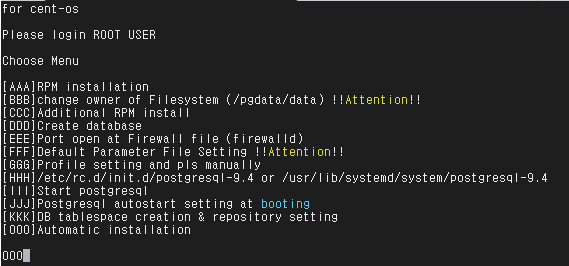 for cent-os
Please login ROOT USER
Choose Menu
[AAA]RPM installation
[BBB]change owner of Filesystem (/pgdata/data) !!Attention!!
[CCC]Additional RPM install
[DDD]Create database
[EEE]Port open at Firewall file (firewalld)
[FFF]Default Parameter File Setting !!Attention!!
[GGG]Profile setting and pls manually
[HHH]/etc/rc.d/init.d/postgresql-9.4 or /usr/lib/systemd/system/postgresql-9.4
[III]Start postgresql
[JJJ]Postgresql autostart setting at booting
[KKK]DB tablespace creation & repository setting
[OOO]Automatic installation
OOO